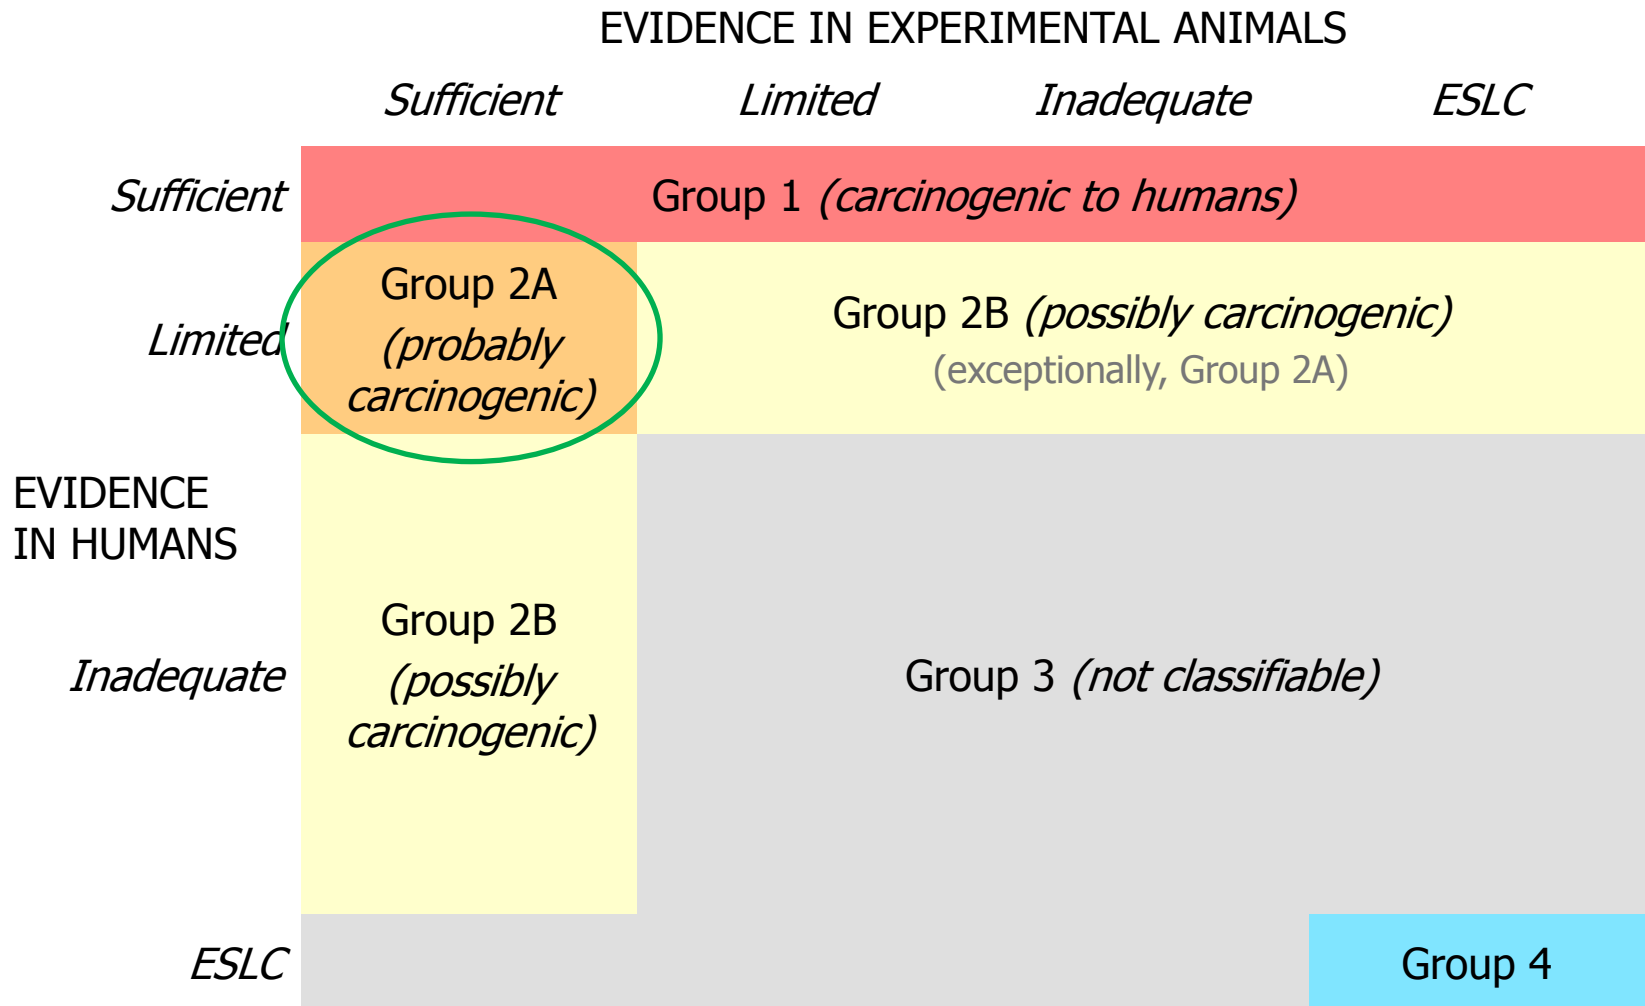 EVIDENCE IN EXPERIMENTAL ANIMALS
Sufficient Limited Inadequate ESLC
Sufficient Group 1 (carcinogenic to humans)
Limited
Group 2A
(probably
carcinogenic)
Group 2B (possibly carcinogenic)
(exceptionally, Group 2A)
EVIDENCE
IN HUMANS
Inadequate
Group 2B
(possibly
carcinogenic)
Group 3 (not classifiable)
ESLC Group 4